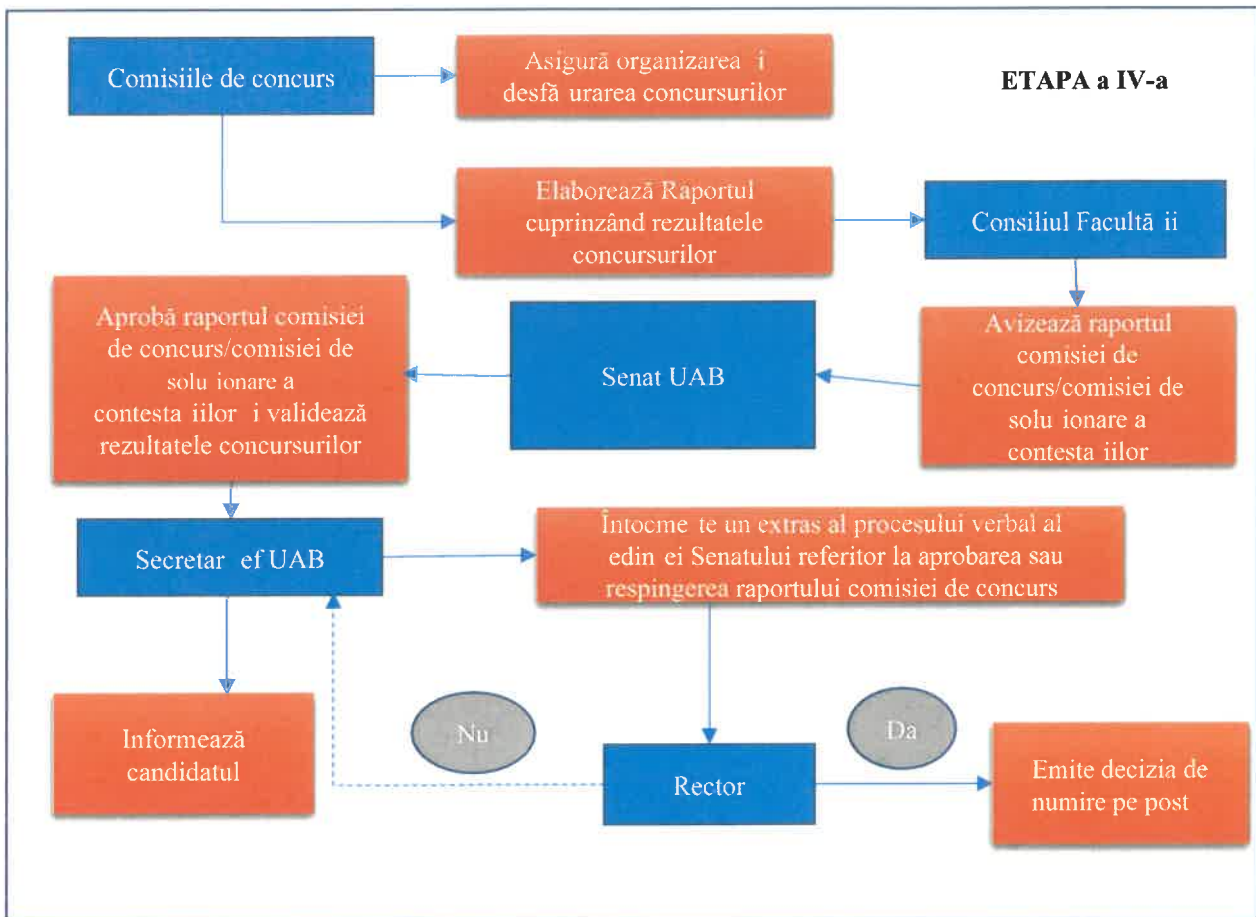 Comisiile de concurs
Asigură organizarea i
desfă urarea concursurilor
ETAPA a IV-a
Elaborează Raportul
cuprinzând rezultatele
concursurilor
Consiliul Facultă ii
Aprobă raportul comisiei
de concurs/comisiei de
solu ionare a
contesta iilor i validează
rezultatele concursurilor
Senat UAB
Avizează raportul
comisiei de
concurs/comisiei de
solu ionare a
contesta iilor
Secretar ef UAB
Întocme te un extras al procesului verbal al
edin ei Senatului referitor la aprobarea sau
respingerea raportului comisiei de concurs
Informează
candidatul
Nu
Da
Rector
Emite decizia de
numire pe post